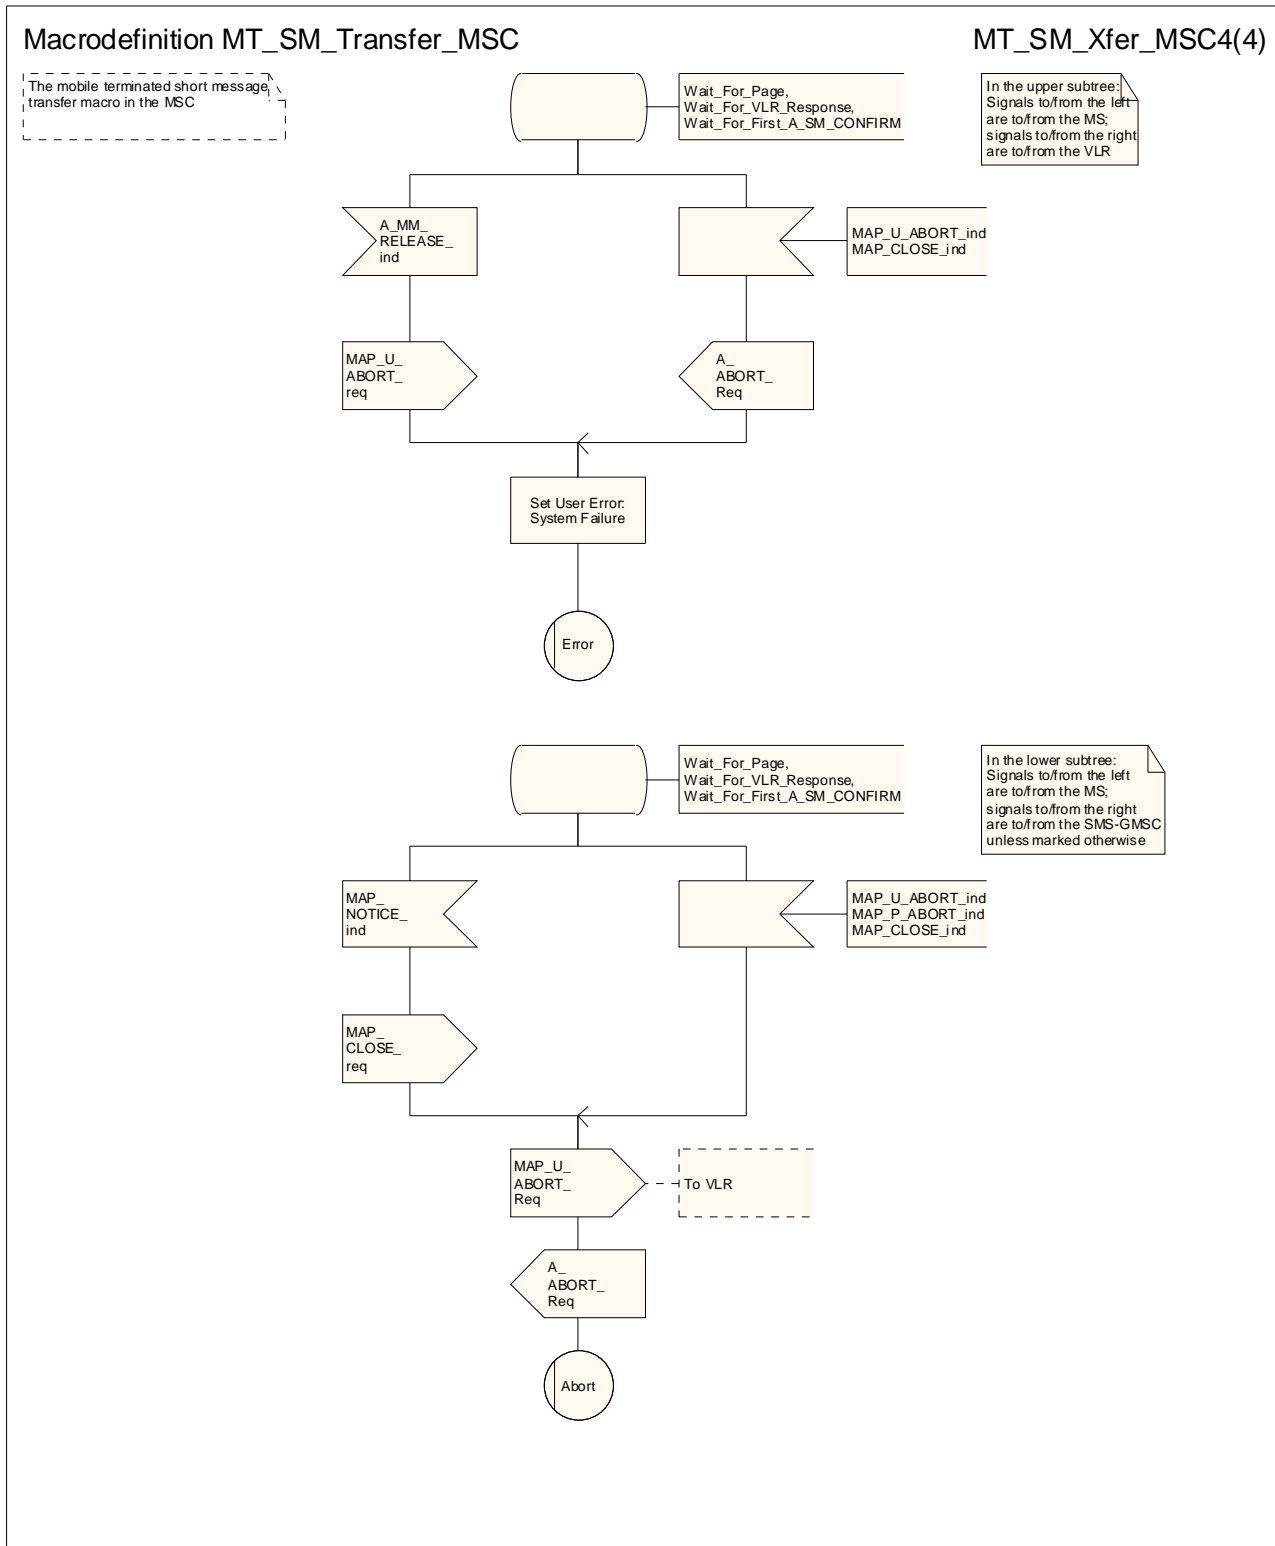 Macrodefinition MT_SM_Transfer_MSC
MT_SM_Xfer_MSC4(4)
The mobile terminated short message
transfer macro in the MSC
Wait_For_Page,
Wait_For_VLR_Response,
Wait_For_First_A_SM_CONFIRM
In the upper subtree:
Signals to/from the left
are to/from the MS;
signals to/from the right
are to/from the VLR
A_MM_
RELEASE_
ind
MAP_U_ABORT_ind
MAP_CLOSE_ind
MAP_U_
ABORT_
req
A_
ABORT_
Req
Set User Error:
System Failure
Error
Wait_For_Page,
Wait_For_VLR_Response,
Wait_For_First_A_SM_CONFIRM
In the lower subtree:
Signals to/from the left
are to/from the MS;
signals to/from the right
are to/from the SMS-GMSC
unless marked otherwise
MAP_
NOTICE_
ind
MAP_U_ABORT_ind
MAP_P_ABORT_ind
MAP_CLOSE_ind
MAP_
CLOSE_
req
MAP_U_
ABORT_
Req
To VLR
A_
ABORT_
Req
Abort